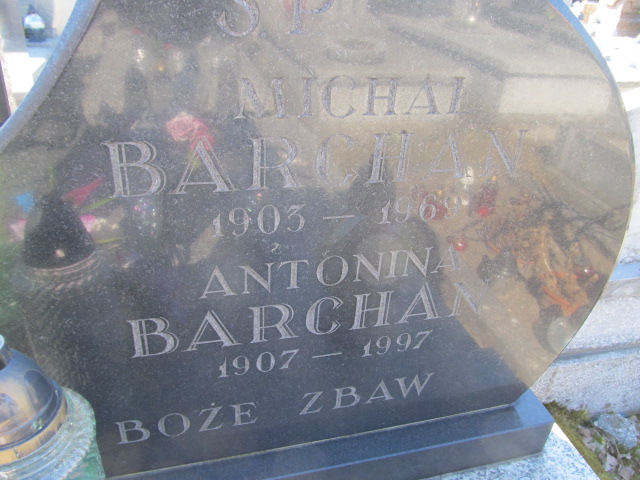 Ś.P.
MICHAŁ
BARCHAN
1903 — 1969
Ż.
ANTONINA
BARCHAN
1907 — 1997
BOŻE ZBAW